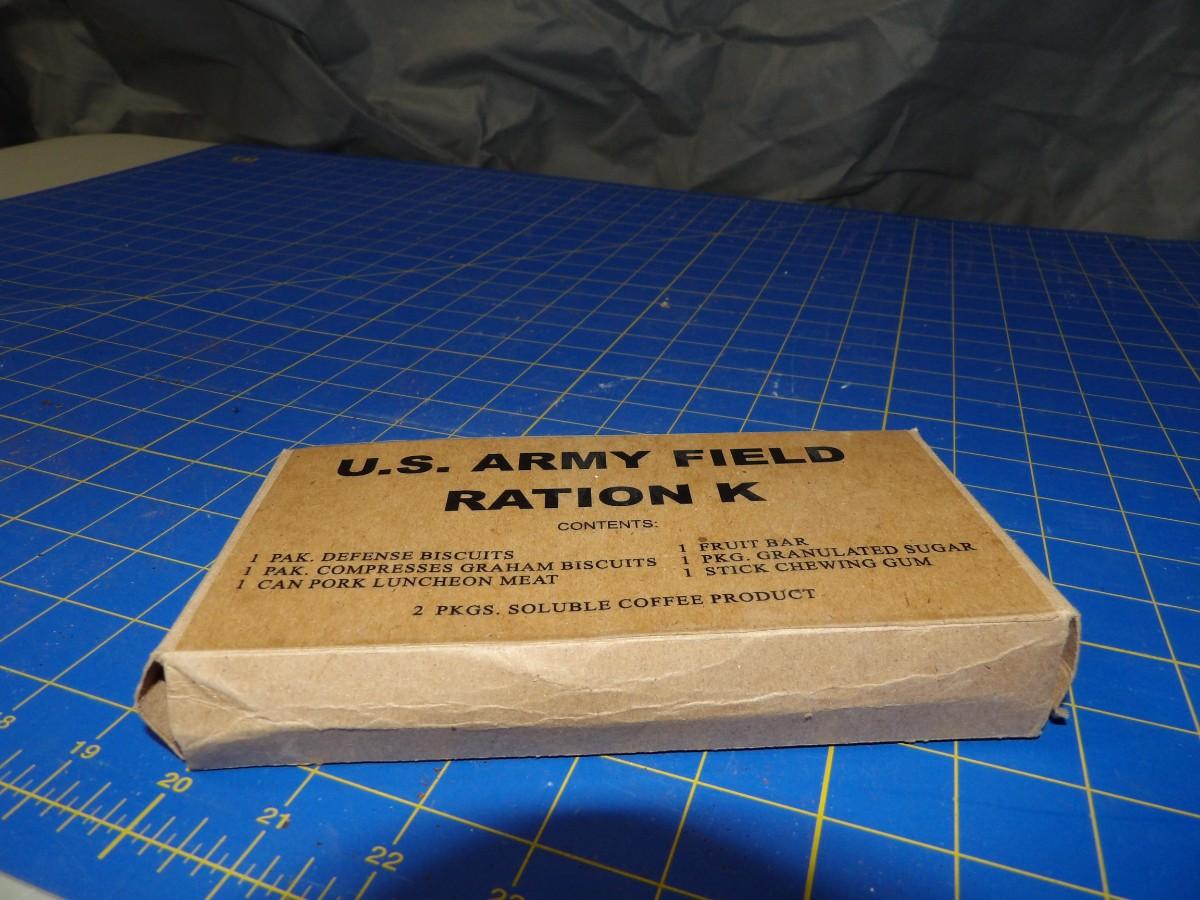 U.S. ARMY FIELD
RATION K
CONTENTS:
1 PAK. DEFENSE BISCUITS
1 PAK. COMPRESSES GRAHAM BISCUITS
1 CAN PORK LUNCHEON MEAT
1 FRUIT BAR
1 PKG. GRANULATED SUGAR
1 STICK CHEWING GUM
2 PKGS. SOLUBLE COFFEE PRODUCT
19
20
21
22